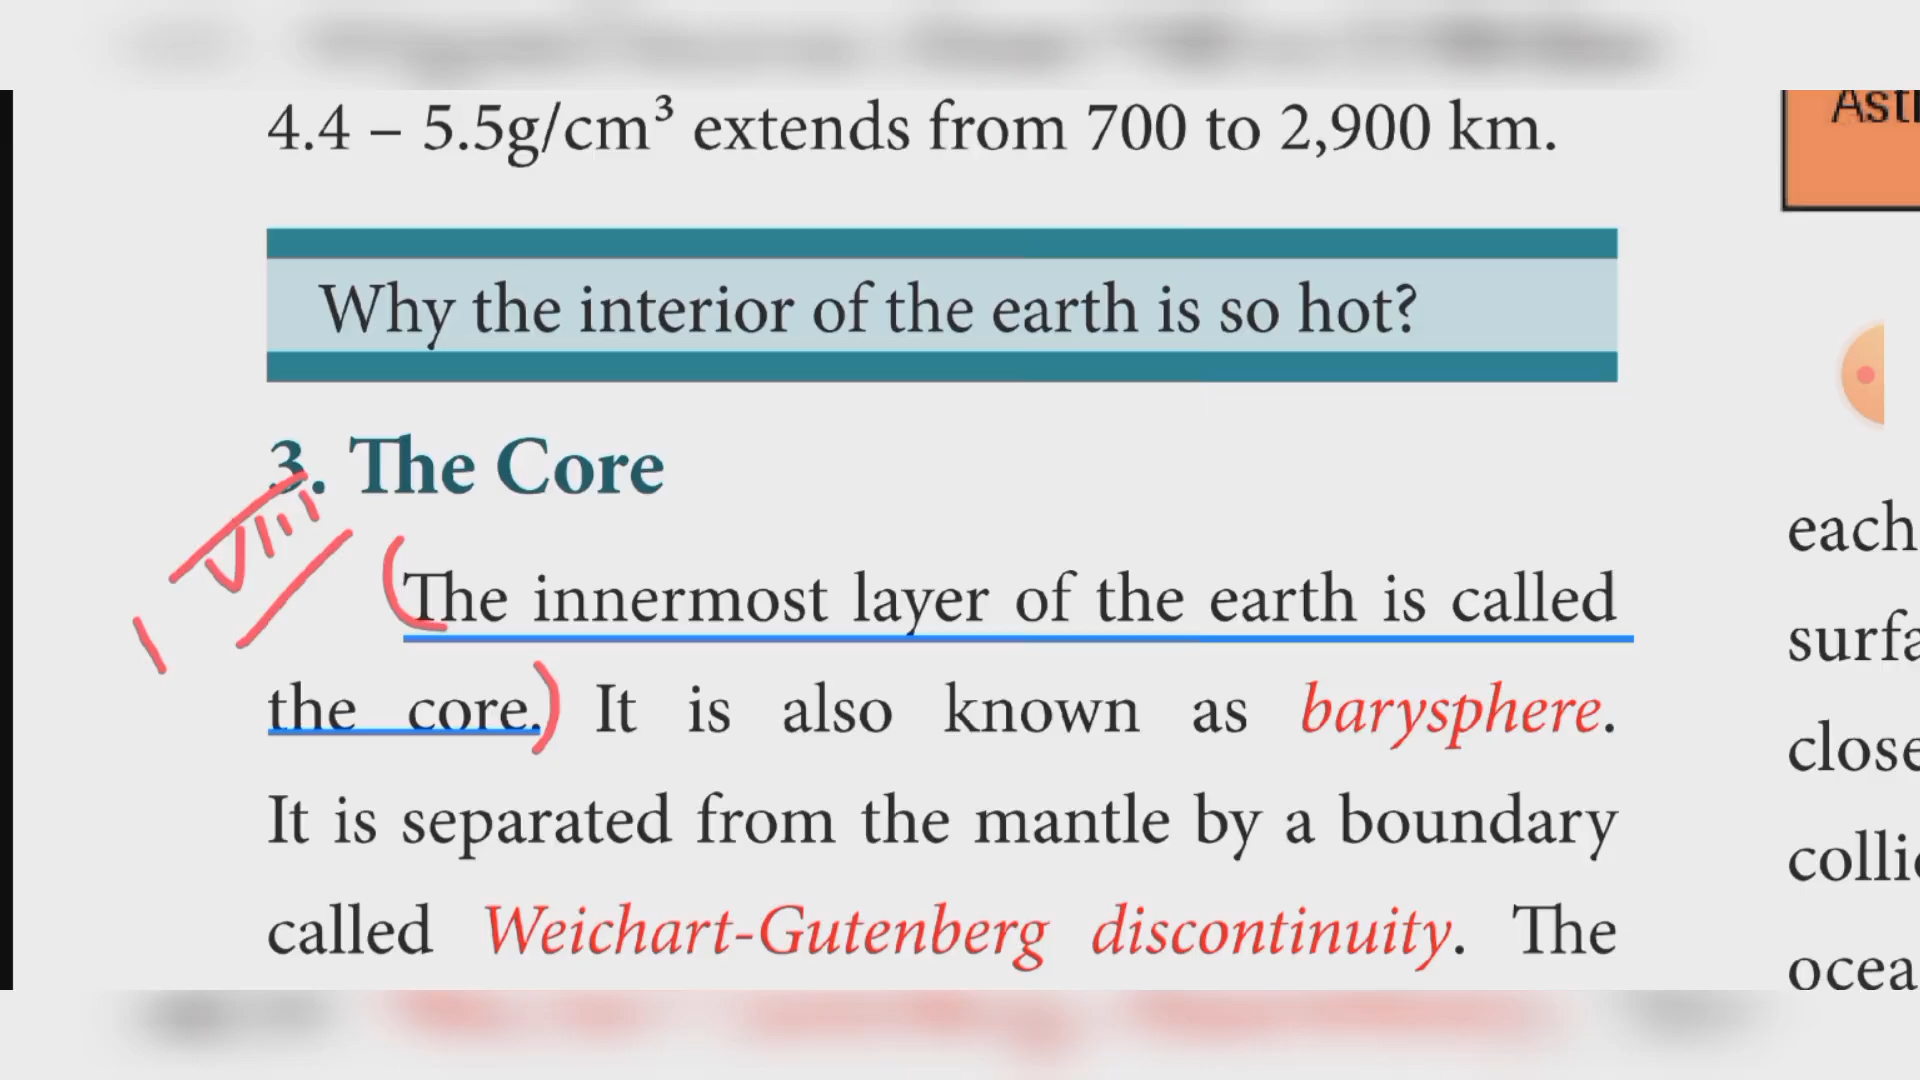 4.4 – 5.5g/cm³ extends from 700 to 2,900 km.
Why the interior of the earth is so hot?
3. The Core
VIII
The innermost layer of the earth is called
the core. It is also known as barysphere.
It is separated from the mantle by a boundary
called Weichart-Gutenberg discontinuity. The
each
surfa
close
ocea